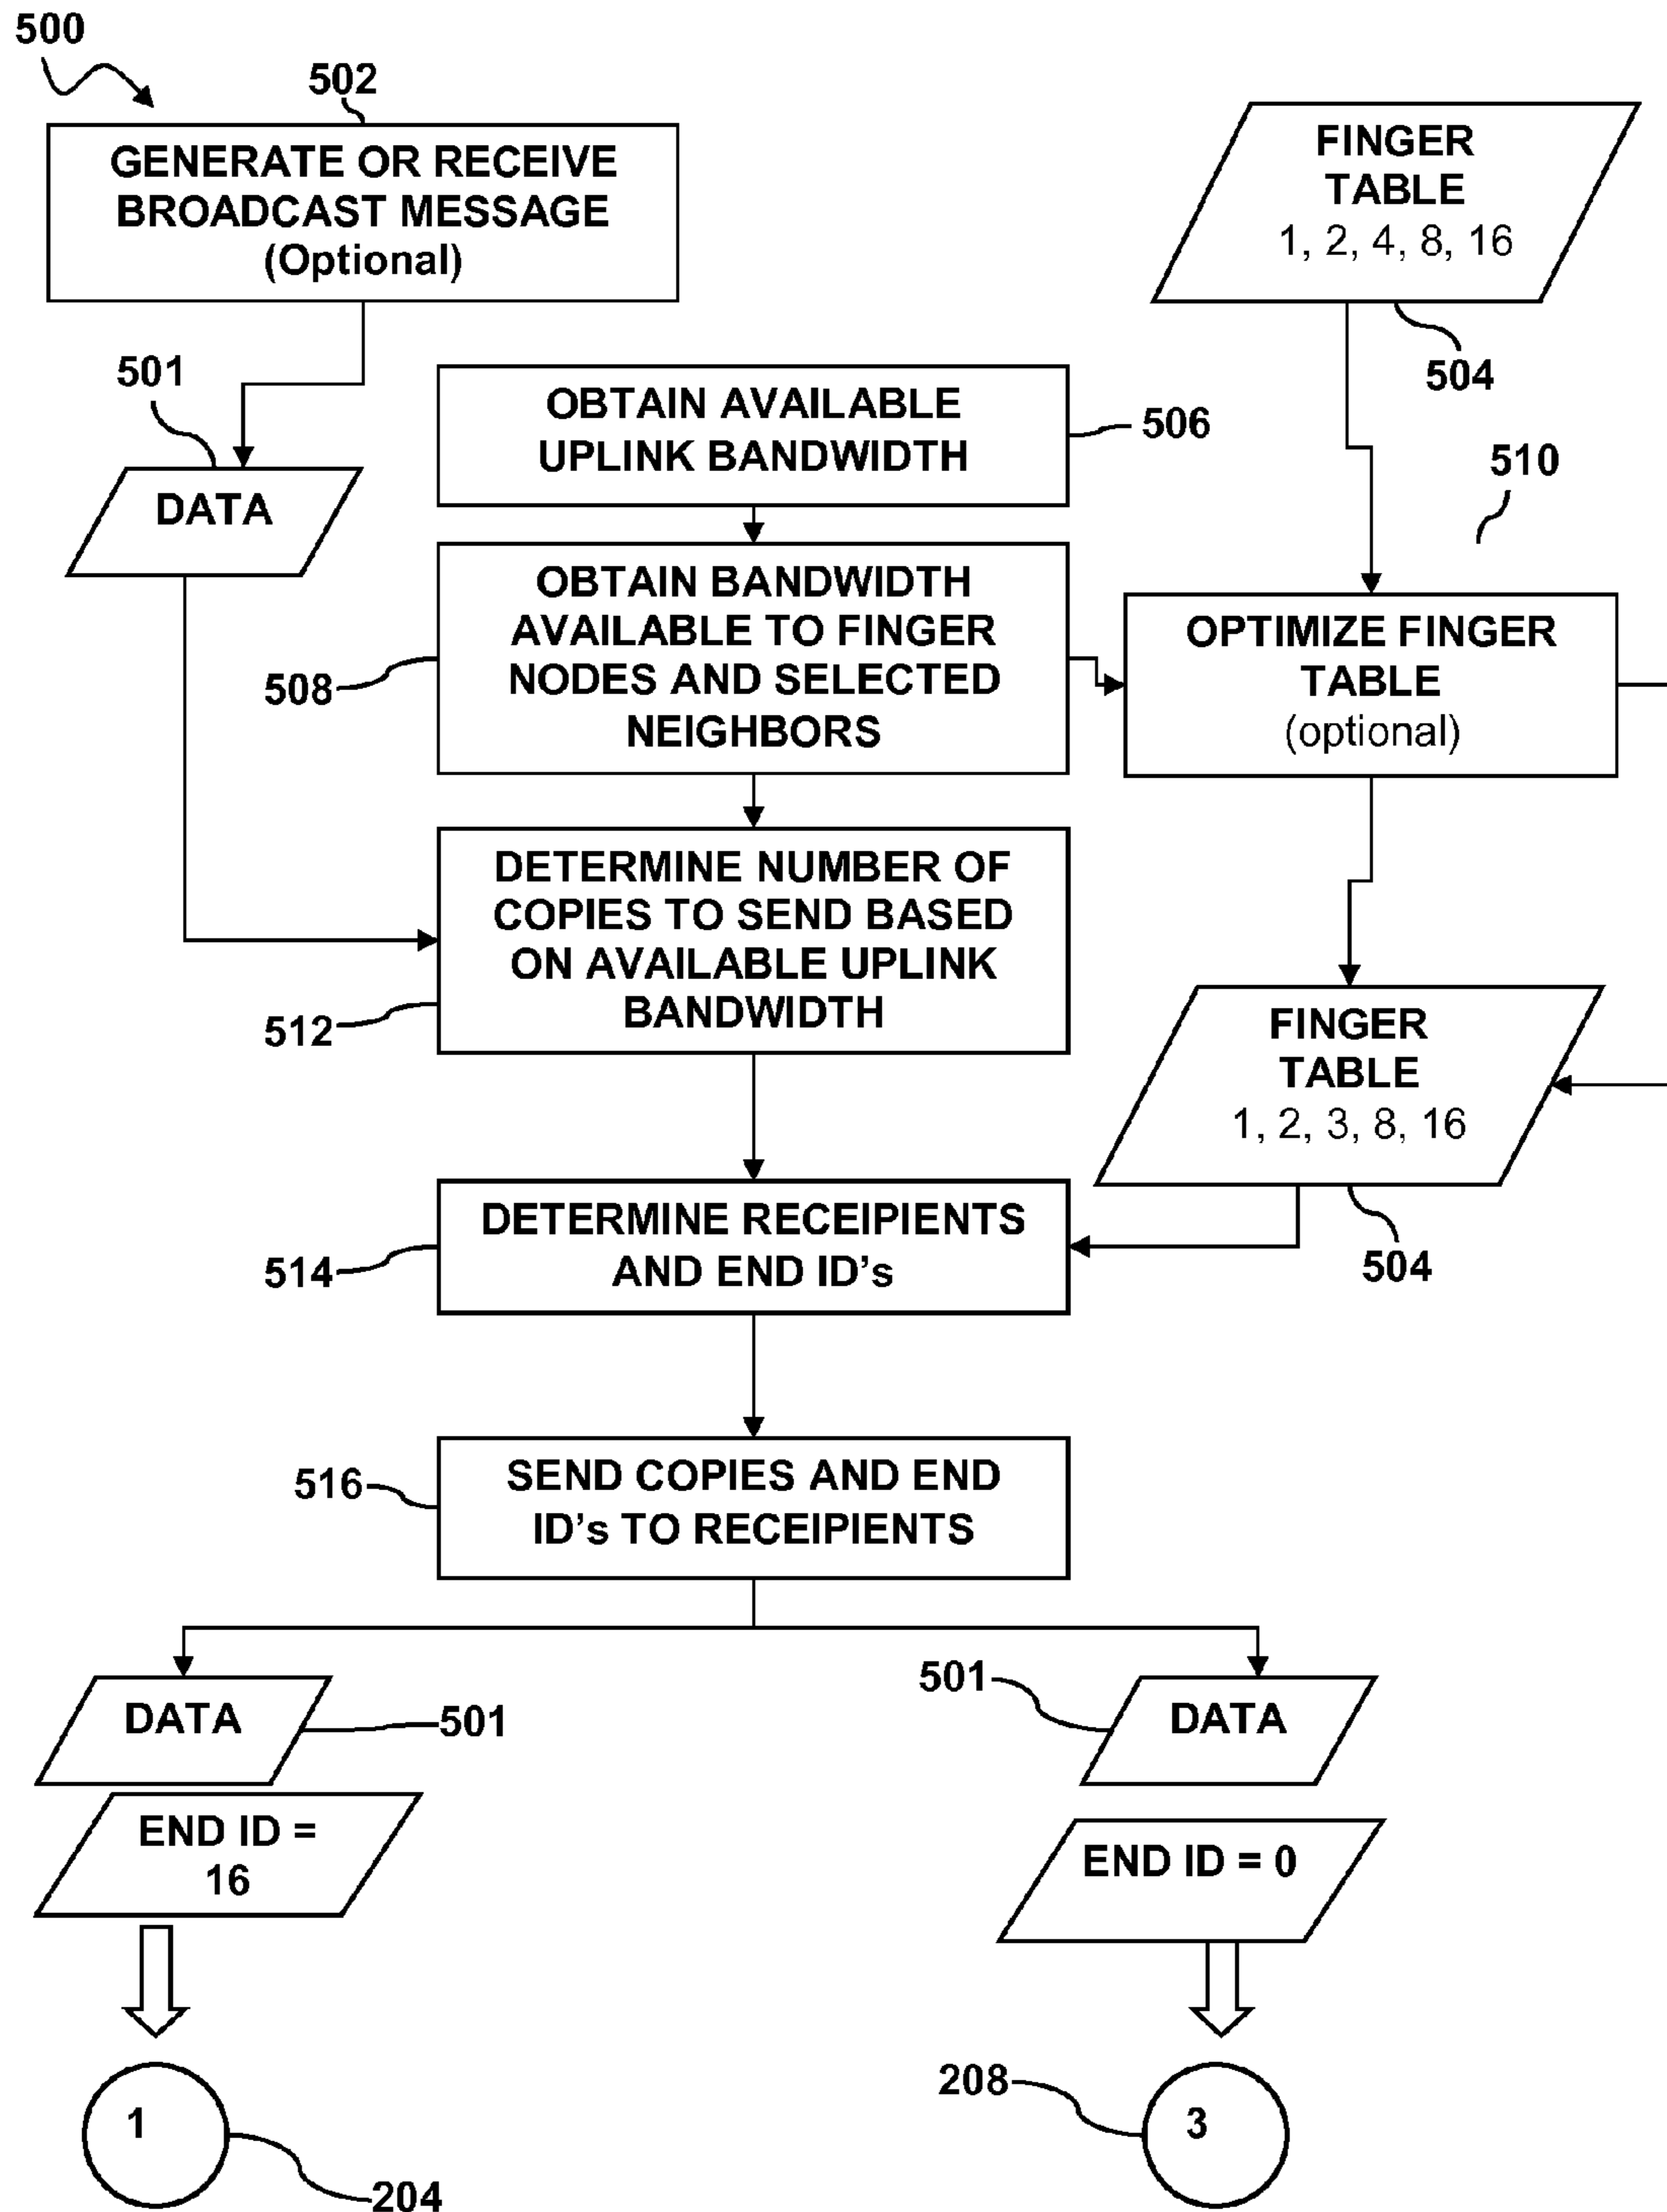 500
502
GENERATE OR RECEIVE
BROADCAST MESSAGE
(Optional)
FINGER
TABLE
1, 2, 4, 8, 16
504
501
DATA
OBTAIN AVAILABLE
UPLINK BANDWIDTH
506
510
OBTAIN BANDWIDTH
AVAILABLE TO FINGER
NODES AND SELECTED
NEIGHBORS
508
OPTIMIZE FINGER
TABLE
(optional)
DETERMINE NUMBER OF
COPIES TO SEND BASED
ON AVAILABLE UPLINK
BANDWIDTH
512
FINGER
TABLE
1, 2, 3, 8, 16
504
DETERMINE RECEIPIENTS
AND END ID's
514
SEND COPIES AND END
ID's TO RECEIPIENTS
516
DATA
501
501
DATA
END ID =
16
END ID = 0
1
204
208
3